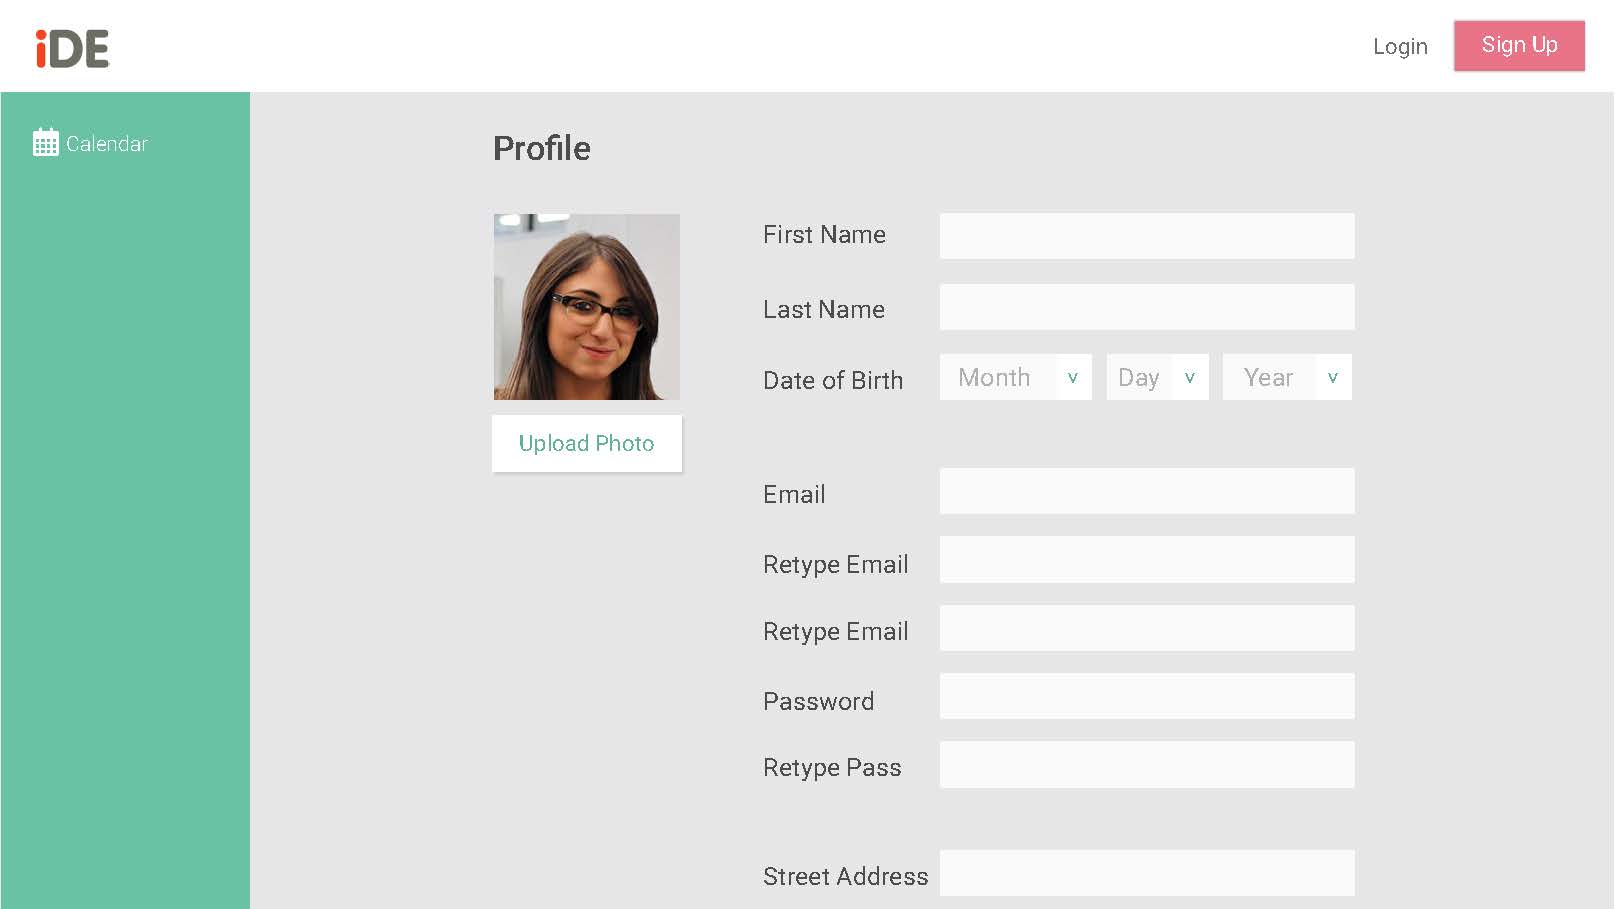 iDE
Login
Sign Up
Calendar
Profile
First Name
Last Name
Date of Birth
Month v Day v Year v
Upload Photo
Email
Retype Email
Retype Email
Password
Retype Pass
Street Address